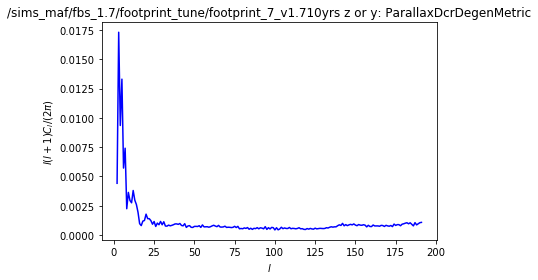 /sims_maf/fbs_1.7/footprint_tune/footprint_7_v1.710yrs z or y: ParallaxDcrDegenMetric
0.0175
0.0150
0.0125
0.0100
0.0075
0.0050
0.0025
0.0000
l(l + 1)C_l/(2π)
0 25 50 75 100 125 150 175 200
l